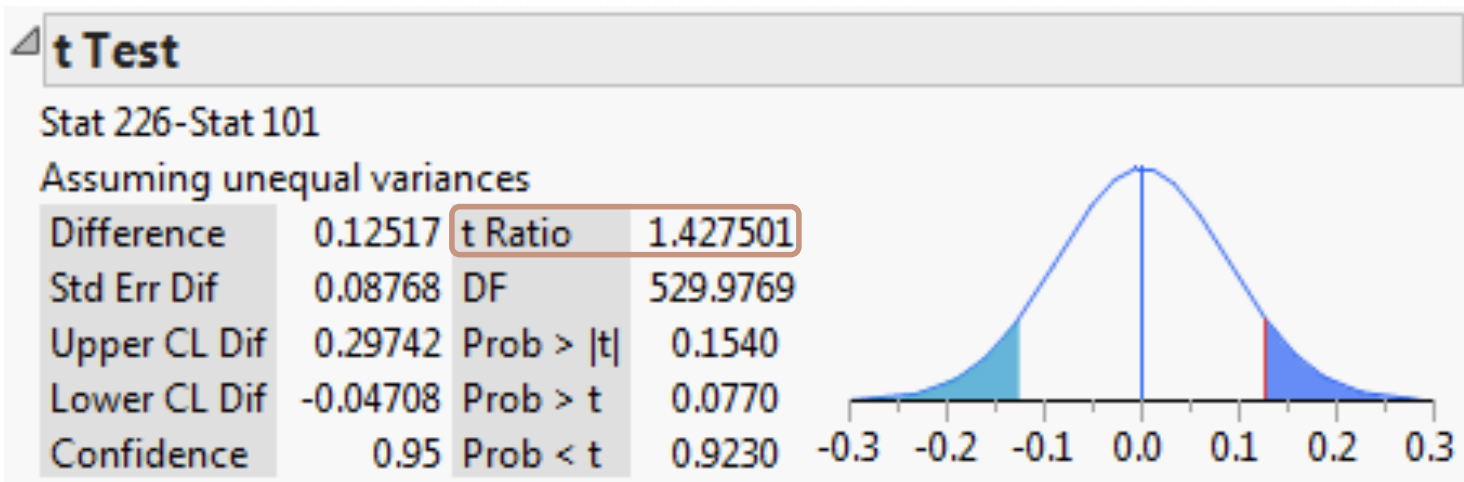 t Test
Stat 226-Stat 101
Assuming unequal variances
Difference 0.12517 t Ratio 1.427501
Std Err Dif 0.08768 DF 529.9769
Upper CL Dif 0.29742 Prob > |t| 0.1540
Lower CL Dif -0.04708 Prob > t 0.0770
Confidence 0.95 Prob < t 0.9230
-0.3 -0.2 -0.1 0.0 0.1 0.2 0.3